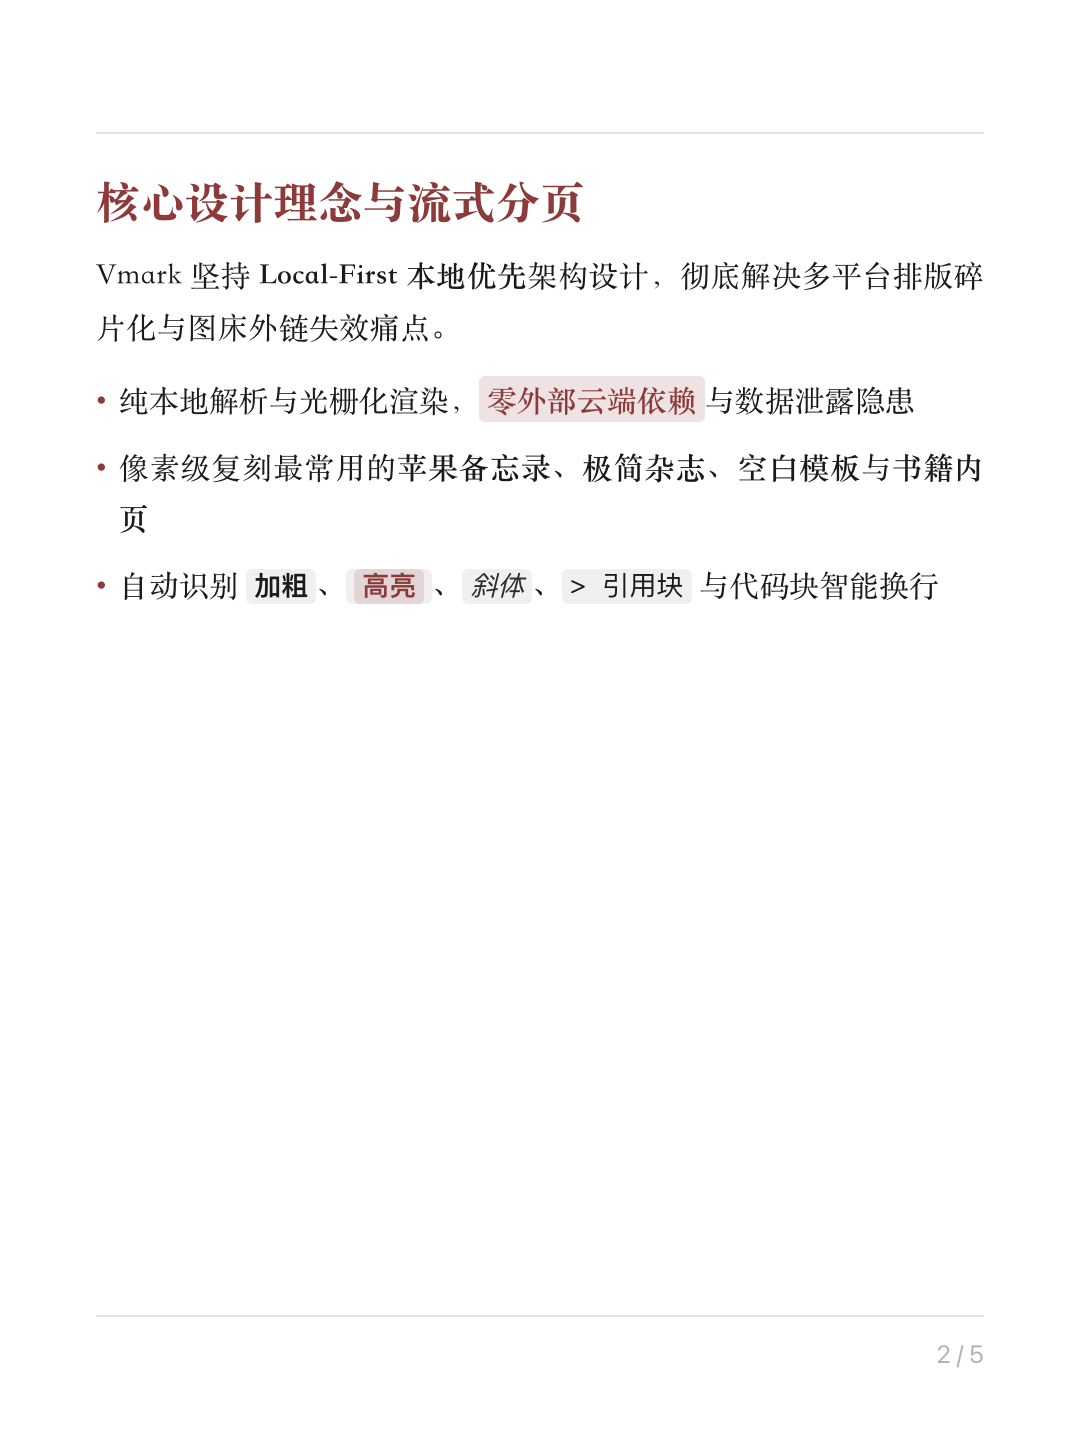 核心设计理念与流式分页
Vmark 坚持 Local-First 本地优先架构设计，彻底解决多平台排版碎
片化与图床外链失效痛点。
• 纯本地解析与光栅化渲染，零外部云端依赖与数据泄露隐患
• 像素级复刻最常用的苹果备忘录、极简杂志、空白模板与书籍内
页
• 自动识别 加粗、高亮、斜体、> 引用块 与代码块智能换行
2 / 5